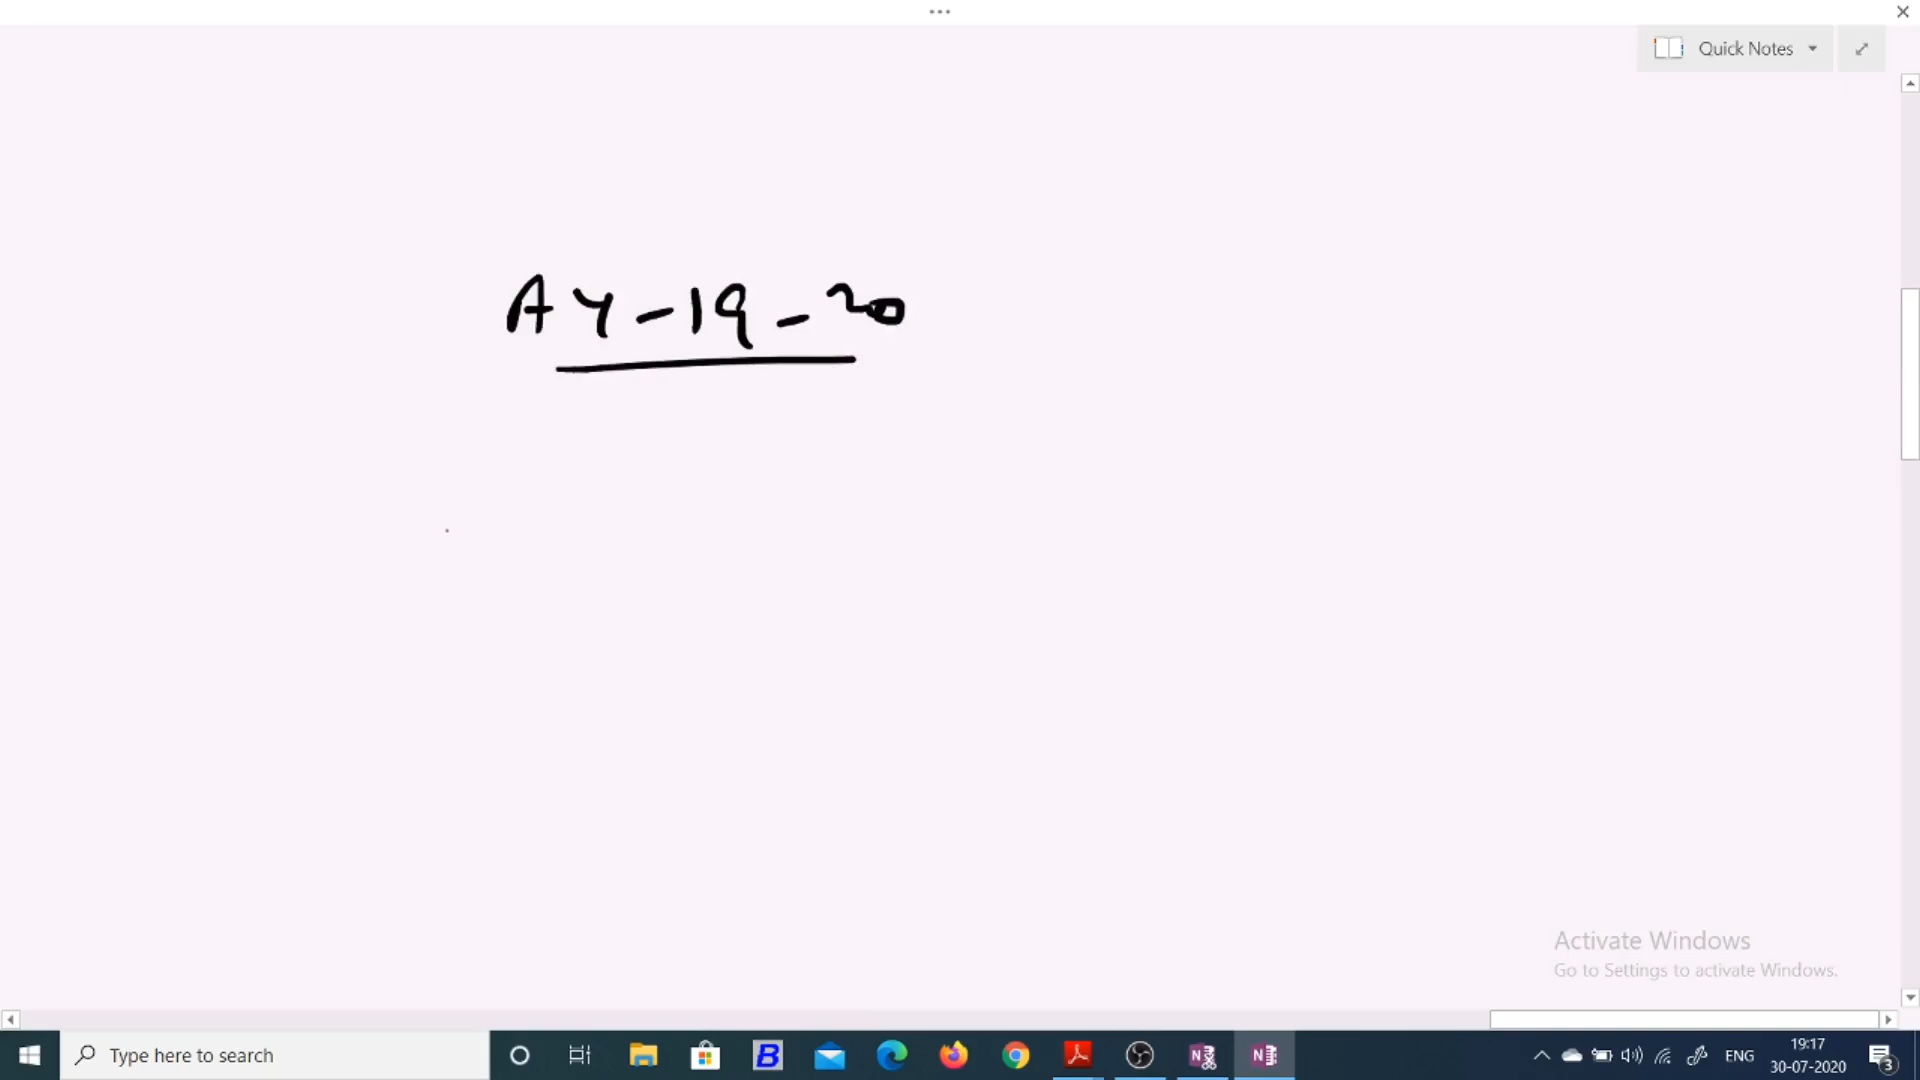 Quick Notes
AY-19-20
Activate Windows
Go to Settings to activate Windows.
Type here to search
ENG
19:17
30-07-2020
3